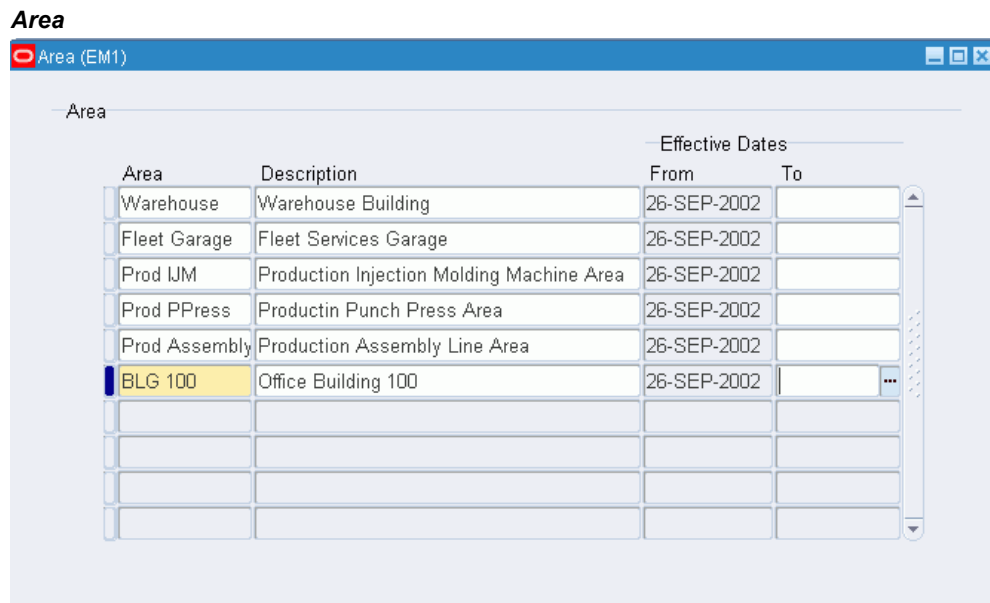 Area
Area (EM1)
Area
Effective Dates
Area Description From To
Warehouse Warehouse Building 26-SEP-2002
Fleet Garage Fleet Services Garage 26-SEP-2002
Prod IJM Production Injection Molding Machine Area 26-SEP-2002
Prod PPress Productin Punch Press Area 26-SEP-2002
Prod Assembly Production Assembly Line Area 26-SEP-2002
BLG 100 Office Building 100 26-SEP-2002 ...